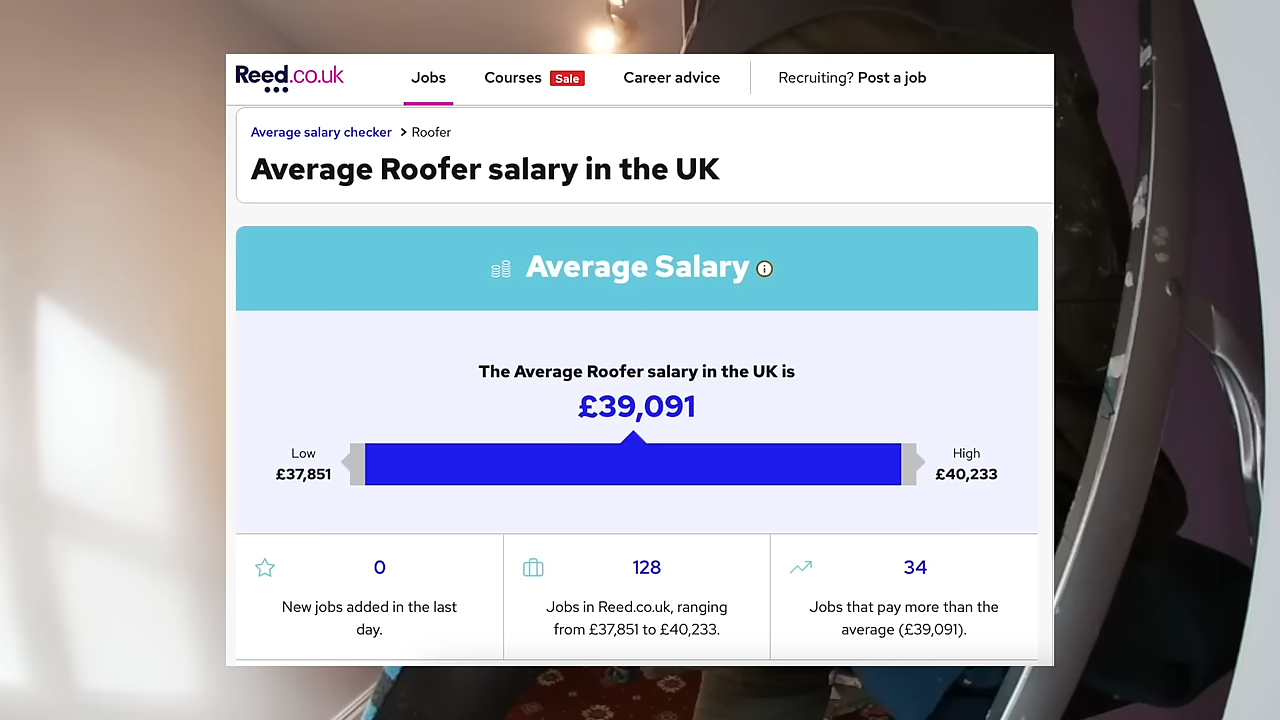 Reed.co.uk
Jobs
Courses Sale
Career advice
Recruiting? Post a job
Average salary checker > Roofer
Average Roofer salary in the UK
Average Salary
The Average Roofer salary in the UK is
£39,091
Low
£37,851
High
£40,233
0
New jobs added in the last
day.
128
Jobs in Reed.co.uk, ranging
from £37,851 to £40,233.
34
Jobs that pay more than the
average (£39,091).